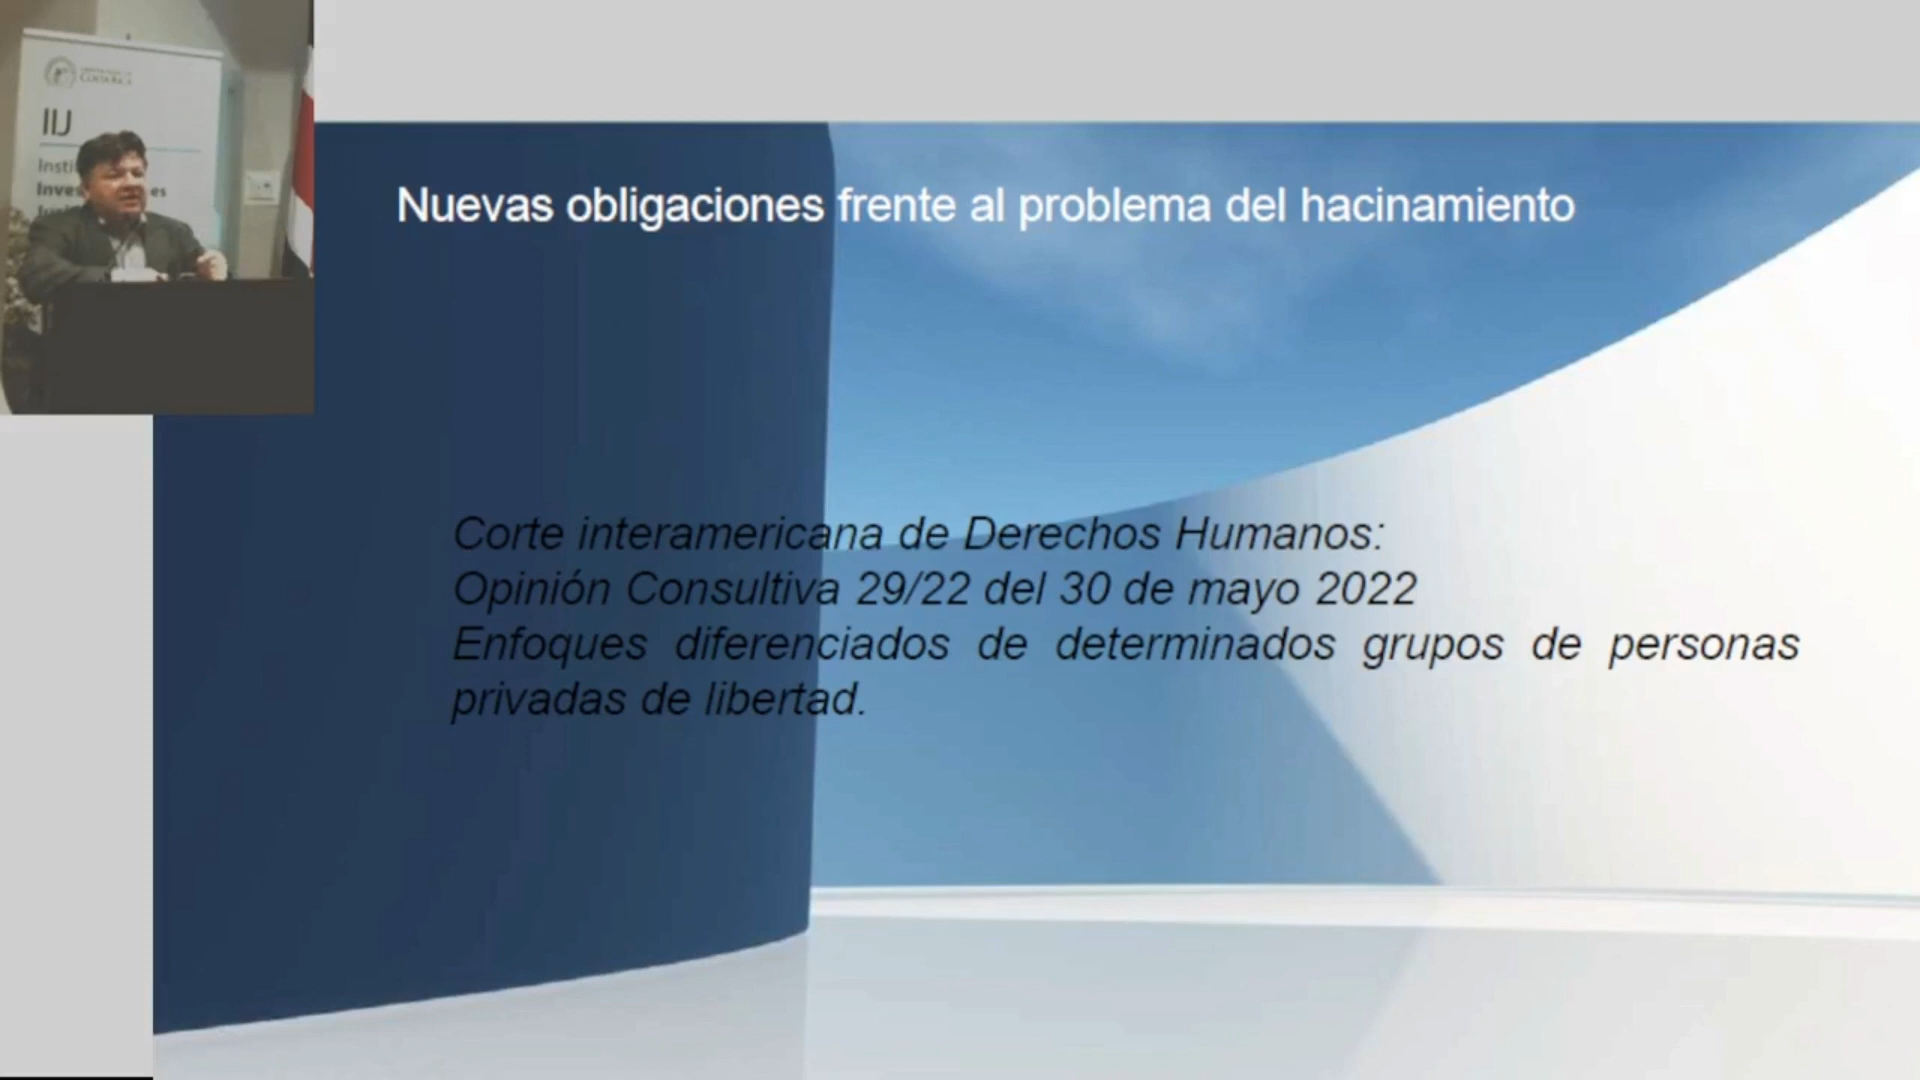 IIJ
Nuevas obligaciones frente al problema del hacinamiento
Corte interamericana de Derechos Humanos:
Opinión Consultiva 29/22 del 30 de mayo 2022
Enfoques diferenciados de determinados grupos de personas
privadas de libertad.